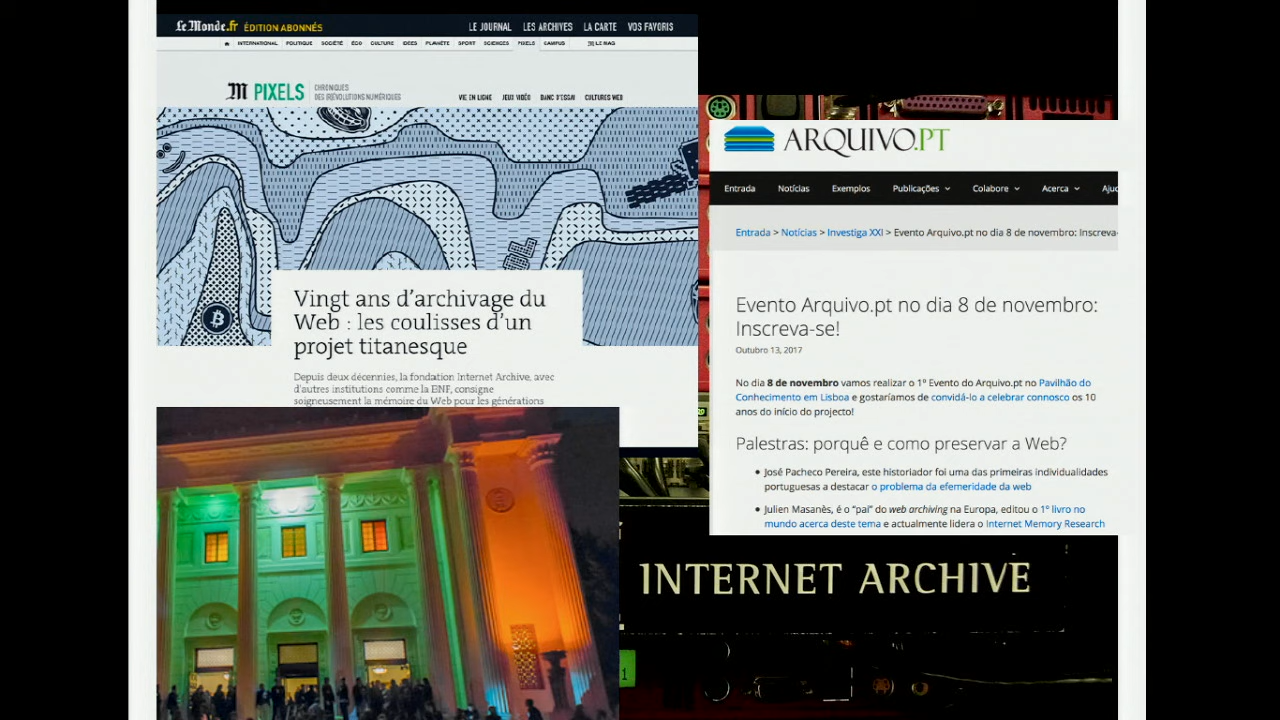 Le Monde.fr ÉDITION ABONNÉS
LE JOURNAL LES ARCHIVES LA CARTE VOS FAVORIS
INTERNATIONAL POLITIQUE SOCIÉTÉ ÉCO CULTURE IDÉES PLANÈTE SPORT SCIENCES PIXELS CAMPUS M LE MAG
M PIXELS CHRONIQUES
DES (R)ÉVOLUTIONS NUMÉRIQUES
VIE EN LIGNE JEUX VIDÉO BANC D'ESSAI CULTURES WEB
Vingt ans d'archivage du
Web : les coulisses d'un
projet titanesque
Depuis deux décennies, la fondation Internet Archive, avec
d'autres institutions comme la BNF, consigne
soigneusement la mémoire du Web pour les générations
ARQUIVO.PT
Entrada Notícias Exemplos Publicações Colabore Acerca Ajuc
Entrada > Notícias > Investiga XXI > Evento Arquivo.pt no dia 8 de novembro: Inscreva-
Evento Arquivo.pt no dia 8 de novembro:
Inscreva-se!
Outubro 13, 2017
No dia 8 de novembro vamos realizar o 1º Evento do Arquivo.pt no Pavilhão do
Conhecimento em Lisboa e gostaríamos de convidá-lo a celebrar connosco os 10
anos do início do projecto!
Palestras: porquê e como preservar a Web?
• José Pacheco Pereira, este historiador foi uma das primeiras individualidades
portuguesas a destacar o problema da efemeridade da web
• Julien Masanès, é o “pai” do web archiving na Europa, editou o 1º livro no
mundo acerca deste tema e actualmente lidera o Internet Memory Research
INTERNET ARCHIVE
1